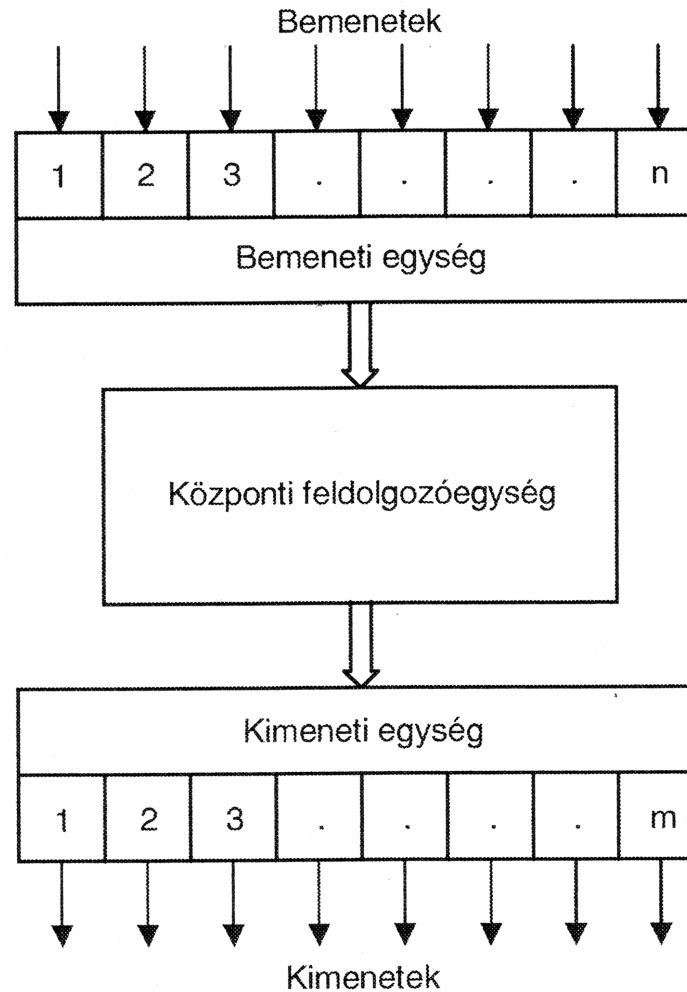 Bemenetek
1 2 3 . . . . n
Bemeneti egység
Központi feldolgozóegység
Kimeneti egység
1 2 3 . . . . m
Kimenetek